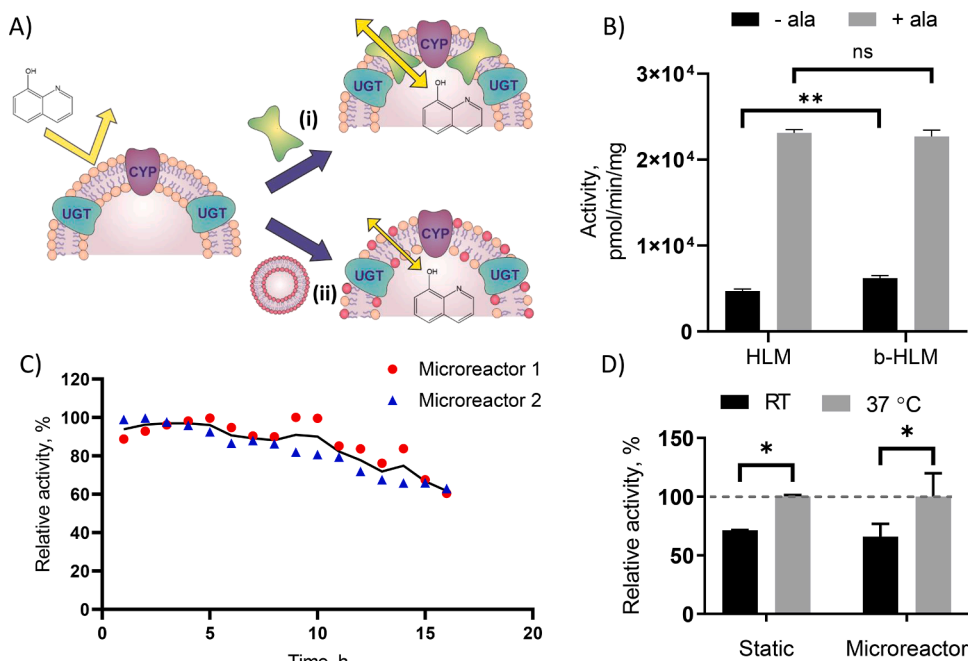 A)
OH
N
CYP
UGT
UGT
(i)
(ii)
CYP
UGT
UGT
OH
N
CYP
UGT
UGT
OH
N
B)
- ala
+ ala
ns
**
3×10⁴
2×10⁴
1×10⁴
0
Activity,
pmol/min/mg
HLM
b-HLM
C)
Microreactor 1
Microreactor 2
120
100
80
60
40
20
0
Relative activity, %
0
5
10
15
20
Time, h
D)
RT
37 °C
*
*
150
100
50
0
Relative activity, %
Static
Microreactor